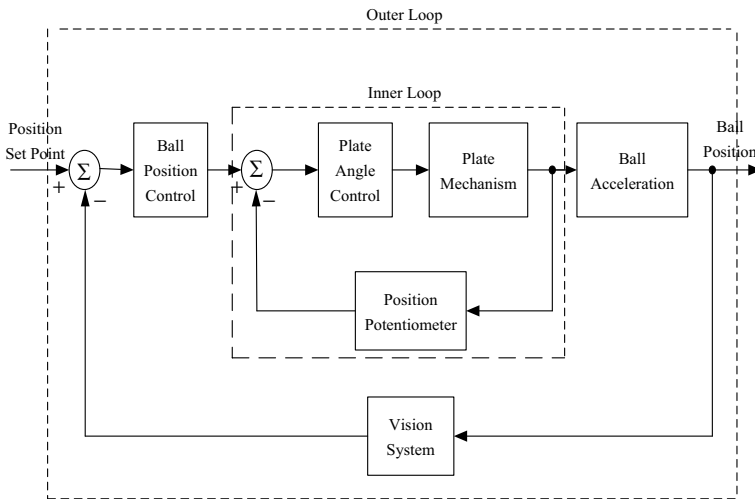 Outer Loop
Inner Loop
Position
Set Point
+
Σ
−
Ball
Position
Control
+
Σ
−
Plate
Angle
Control
Plate
Mechanism
Ball
Acceleration
Ball
Position
Position
Potentiometer
Vision
System